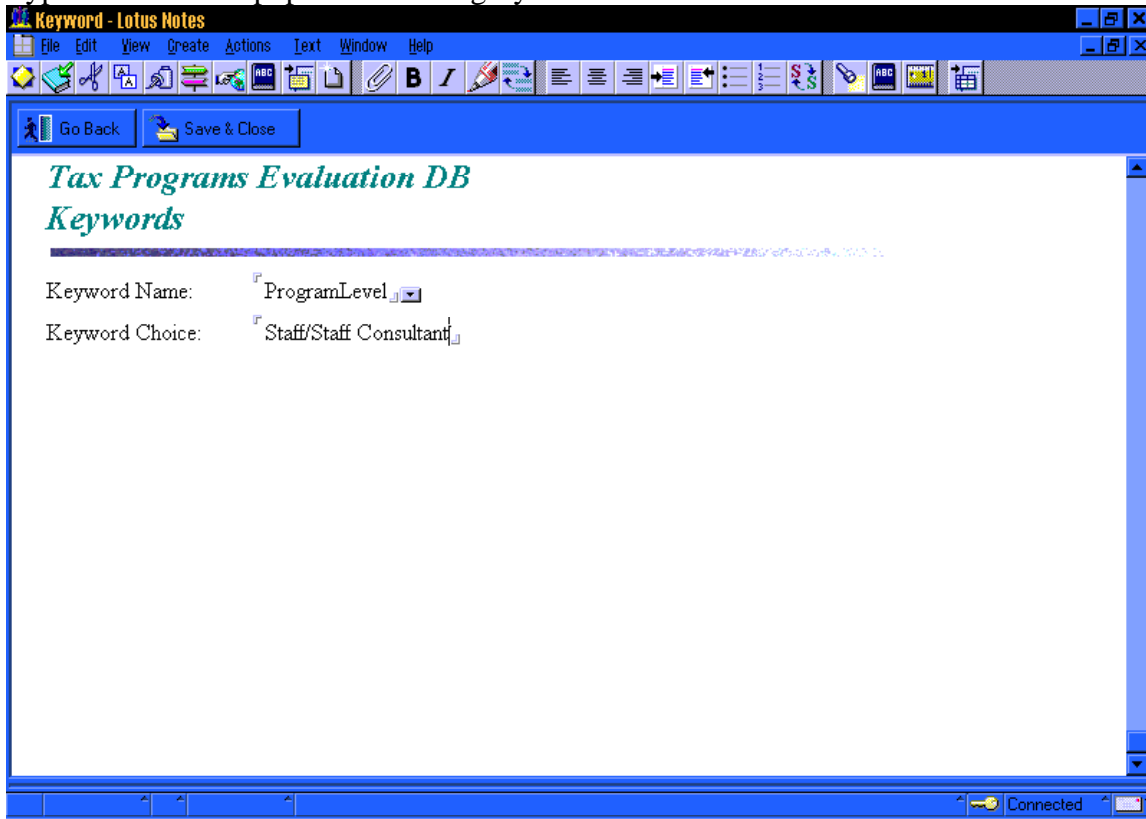 Keyword - Lotus Notes
File Edit View Create Actions Text Window Help
Go Back Save & Close
Tax Programs Evaluation DB
Keywords
Keyword Name: ProgramLevel
Keyword Choice: Staff/Staff Consultant
Connected